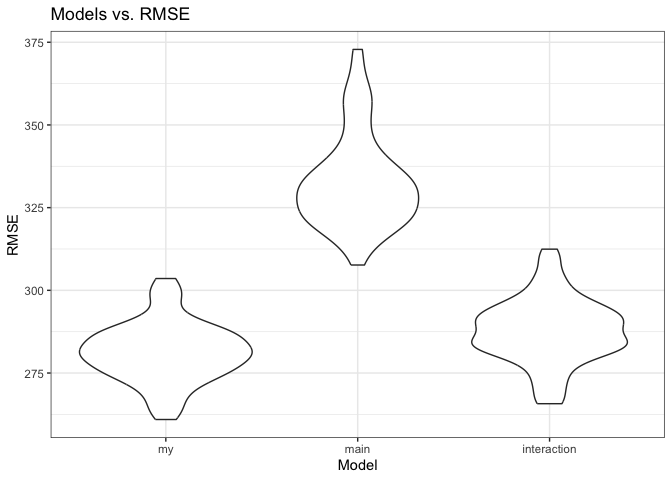 Models vs. RMSE
375
350
325
300
275
RMSE
my main interaction
Model